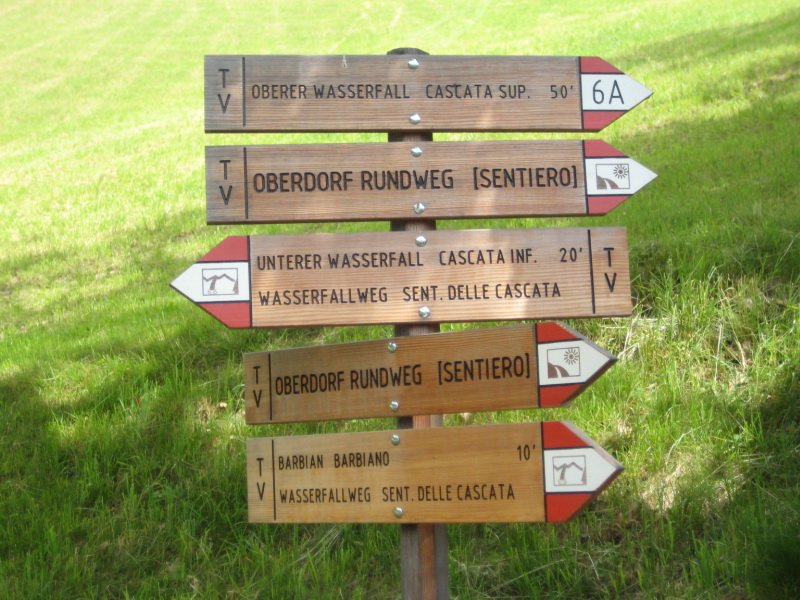 TV OBERER WASSERFALL CASCATA SUP. 50' 6A
TV OBERDORF RUNDWEG [SENTIERO]
UNTERER WASSERFALL CASCATA INF. 20' TV
WASSERFALLWEG SENT. DELLE CASCATA
TV OBERDORF RUNDWEG [SENTIERO]
TV BARBIAN BARBIANO 10'
WASSERFALLWEG SENT. DELLE CASCATA